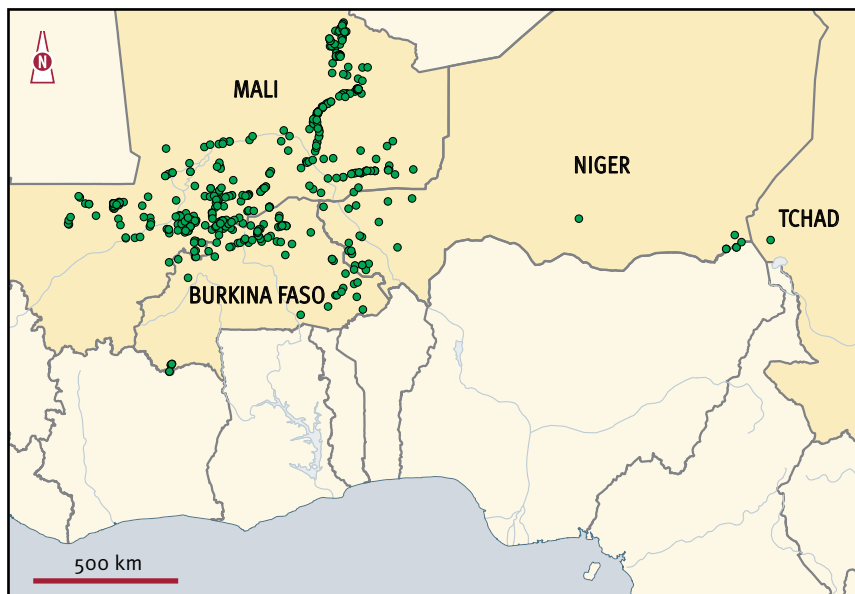 N
MALI
NIGER
TCHAD
BURKINA FASO
500 km